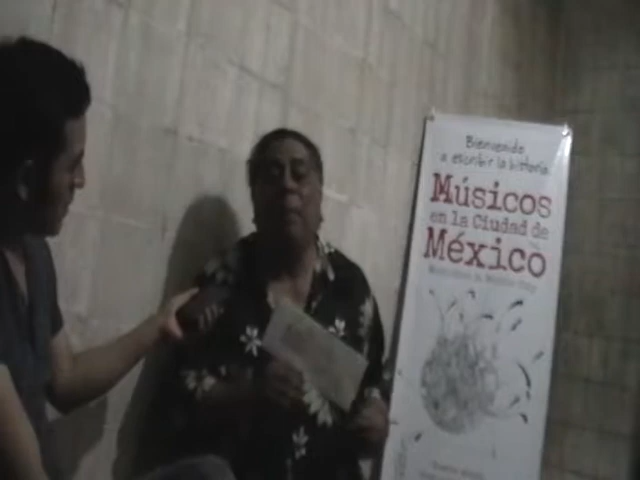 Bienvenido
a escribir la historia
Músicos
en la Ciudad de
México